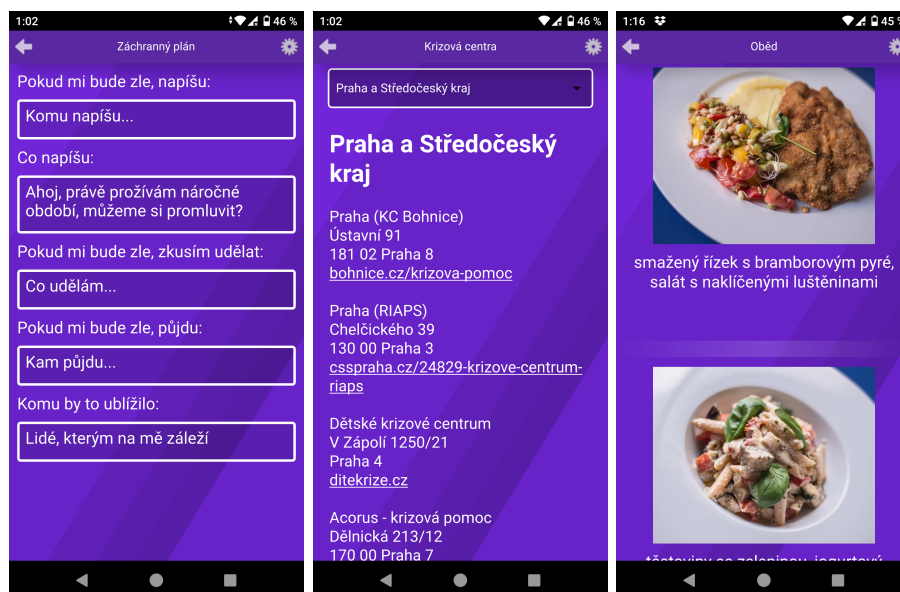 1:02
46 %
Záchranný plán
Pokud mi bude zle, napíšu:
Komu napíšu...
Co napíšu:
Ahoj, právě prožívám náročné
období, můžeme si promluvit?
Pokud mi bude zle, zkusím udělat:
Co udělám...
Pokud mi bude zle, půjdu:
Kam půjdu...
Komu by to ublížilo:
Lidé, kterým na mě záleží
1:02
46 %
Krizová centra
Praha a Středočeský kraj
Praha a Středočeský
kraj
Praha (KC Bohnice)
Ústavní 91
181 02 Praha 8
bohnice.cz/krizova-pomoc
Praha (RIAPS)
Chelčického 39
130 00 Praha 3
csspraha.cz/24829-krizove-centrum-
riaps
Dětské krizové centrum
V Zápolí 1250/21
Praha 4
ditekrize.cz
Acorus - krizová pomoc
Dělnická 213/12
170 00 Praha 7
1:16
45 %
Oběd
smažený řízek s bramborovým pyré,
salát s naklíčenými luštěninami
těstoviny se zeleninou, jogurtový